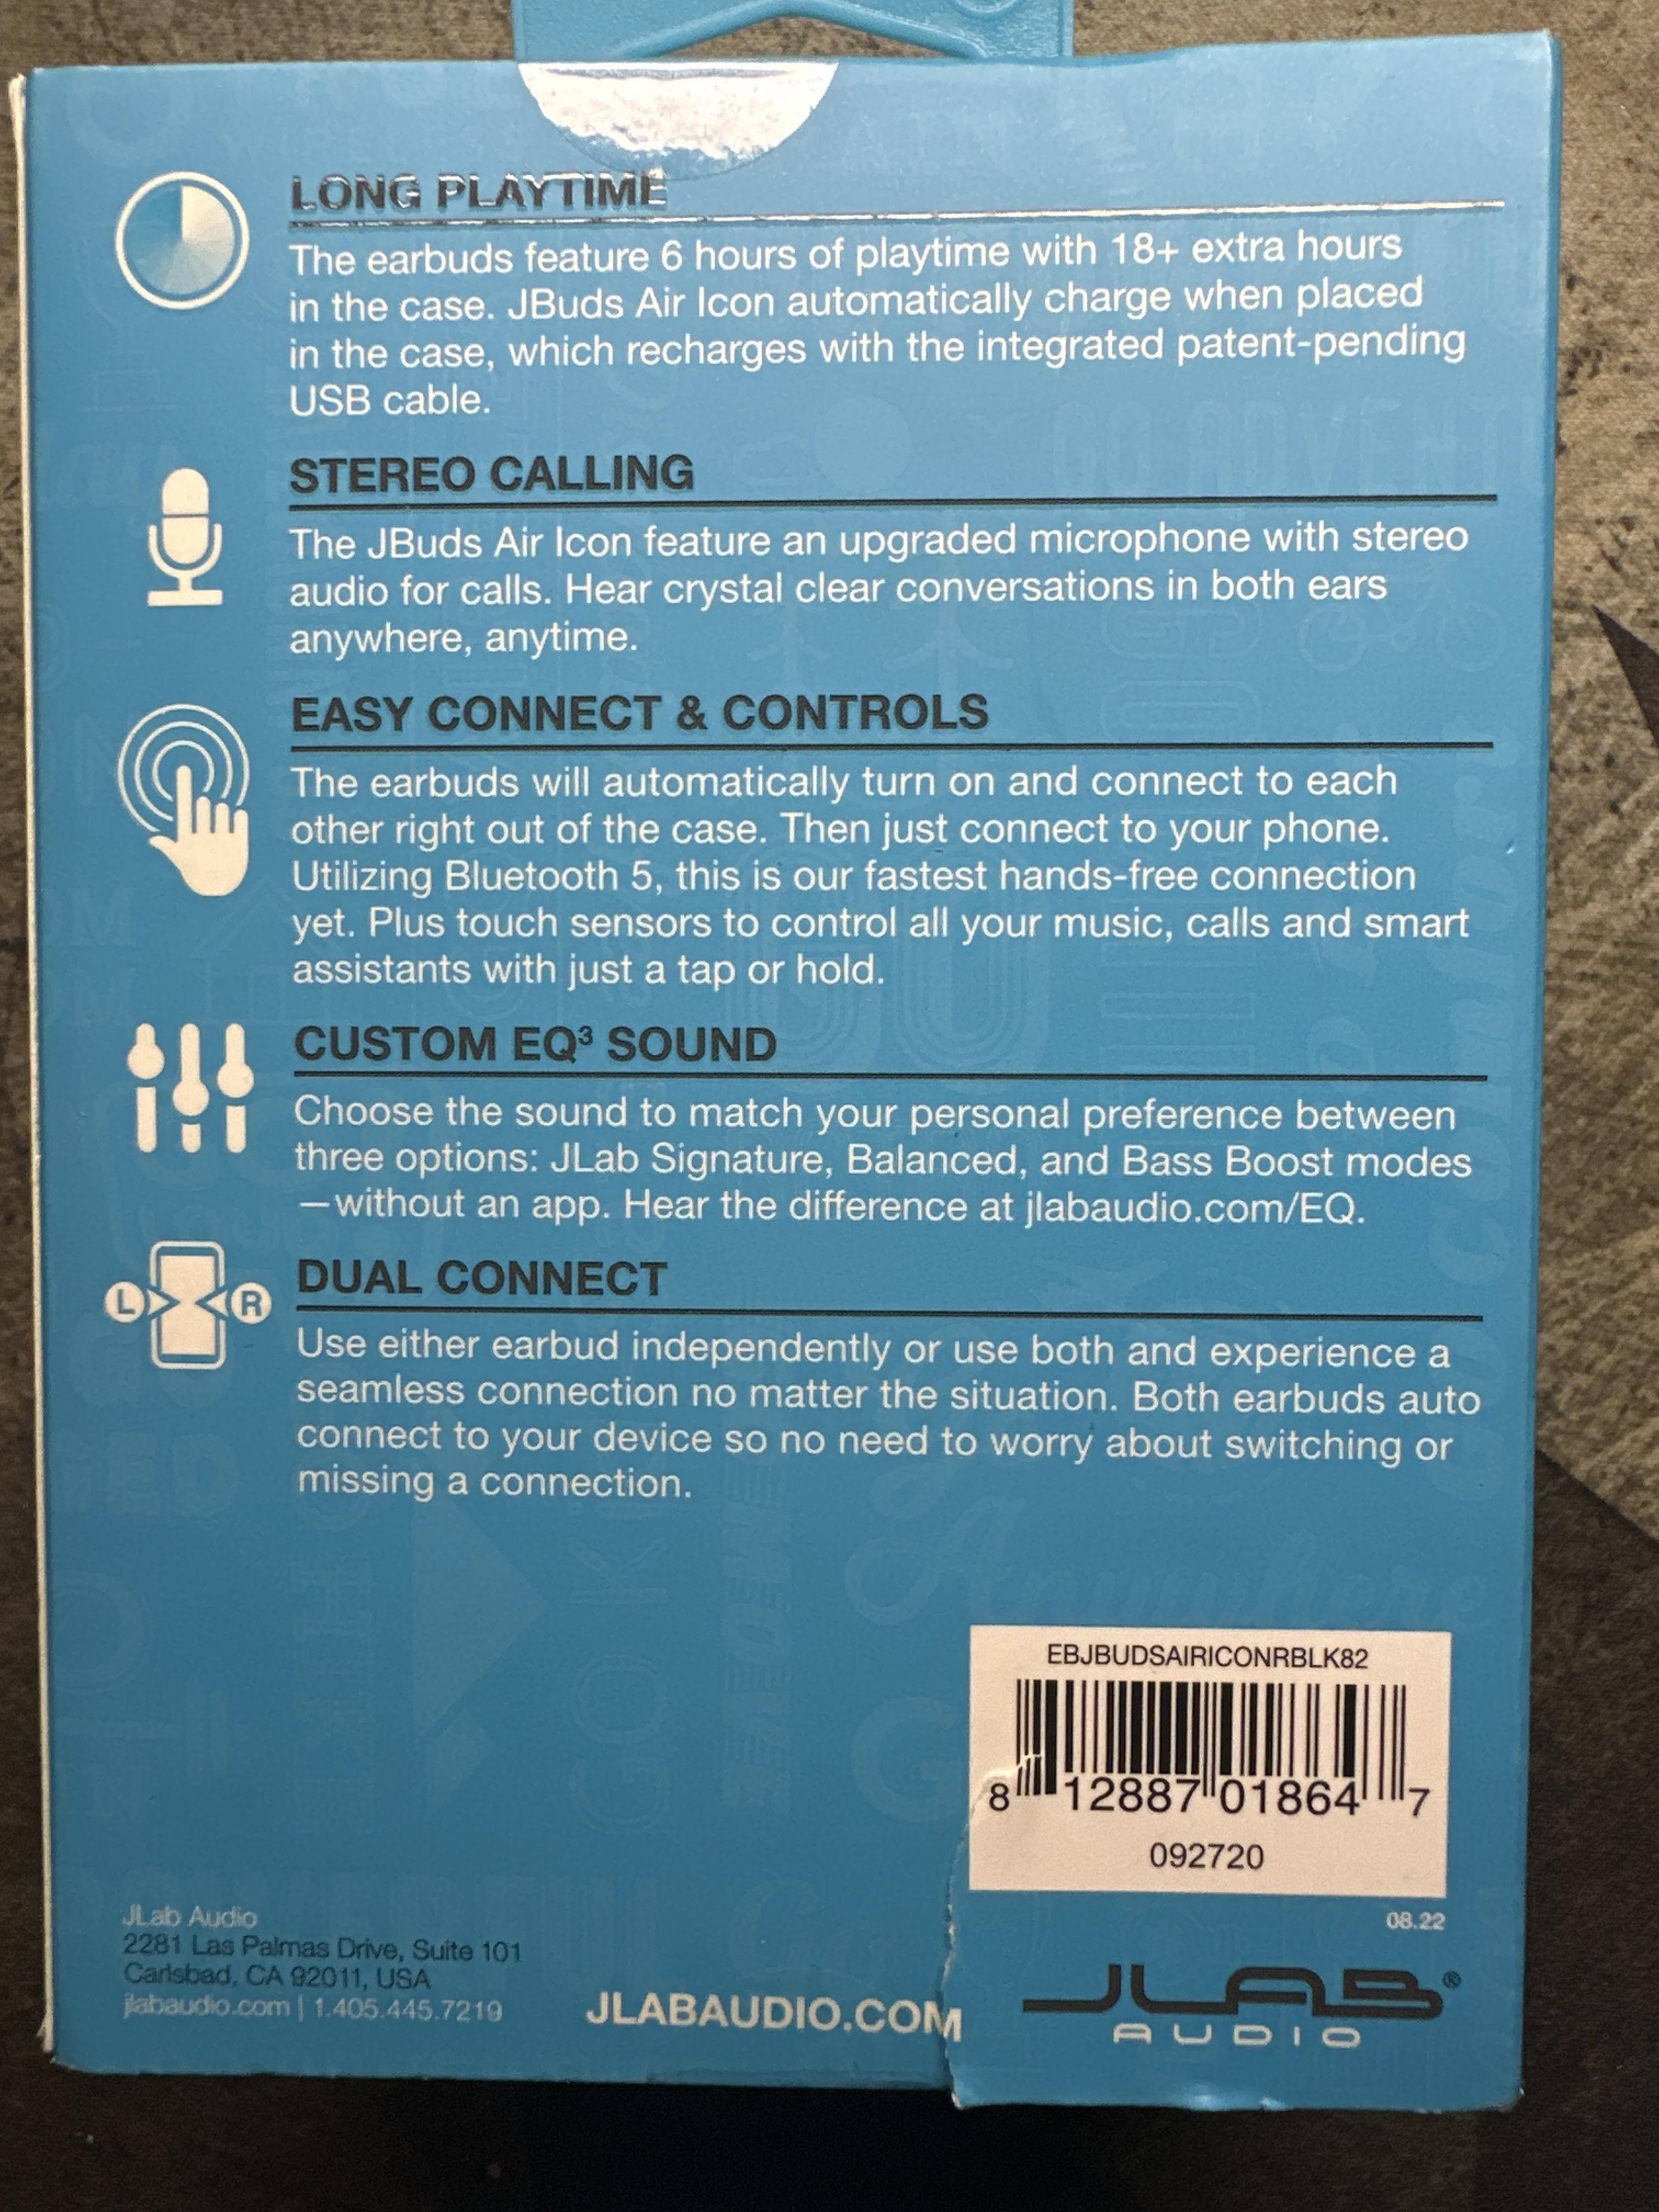 LONG PLAYTIME
The earbuds feature 6 hours of playtime with 18+ extra hours
in the case. JBuds Air Icon automatically charge when placed
in the case, which recharges with the integrated patent-pending
USB cable.
STEREO CALLING
The JBuds Air Icon feature an upgraded microphone with stereo
audio for calls. Hear crystal clear conversations in both ears
anywhere, anytime.
EASY CONNECT & CONTROLS
The earbuds will automatically turn on and connect to each
other right out of the case. Then just connect to your phone.
Utilizing Bluetooth 5, this is our fastest hands-free connection
yet. Plus touch sensors to control all your music, calls and smart
assistants with just a tap or hold.
CUSTOM EQ³ SOUND
Choose the sound to match your personal preference between
three options: JLab Signature, Balanced, and Bass Boost modes
—without an app. Hear the difference at jlabaudio.com/EQ.
L R
DUAL CONNECT
Use either earbud independently or use both and experience a
seamless connection no matter the situation. Both earbuds auto
connect to your device so no need to worry about switching or
missing a connection.
EBJBUDSAIRICONRBLK82
8 12887 01864 7
092720
08.22
JLab Audio
2281 Las Palmas Drive, Suite 101
Carlsbad, CA 92011, USA
jlabaudio.com | 1.405.445.7219
JLABAUDIO.COM
JLAB®
AUDIO